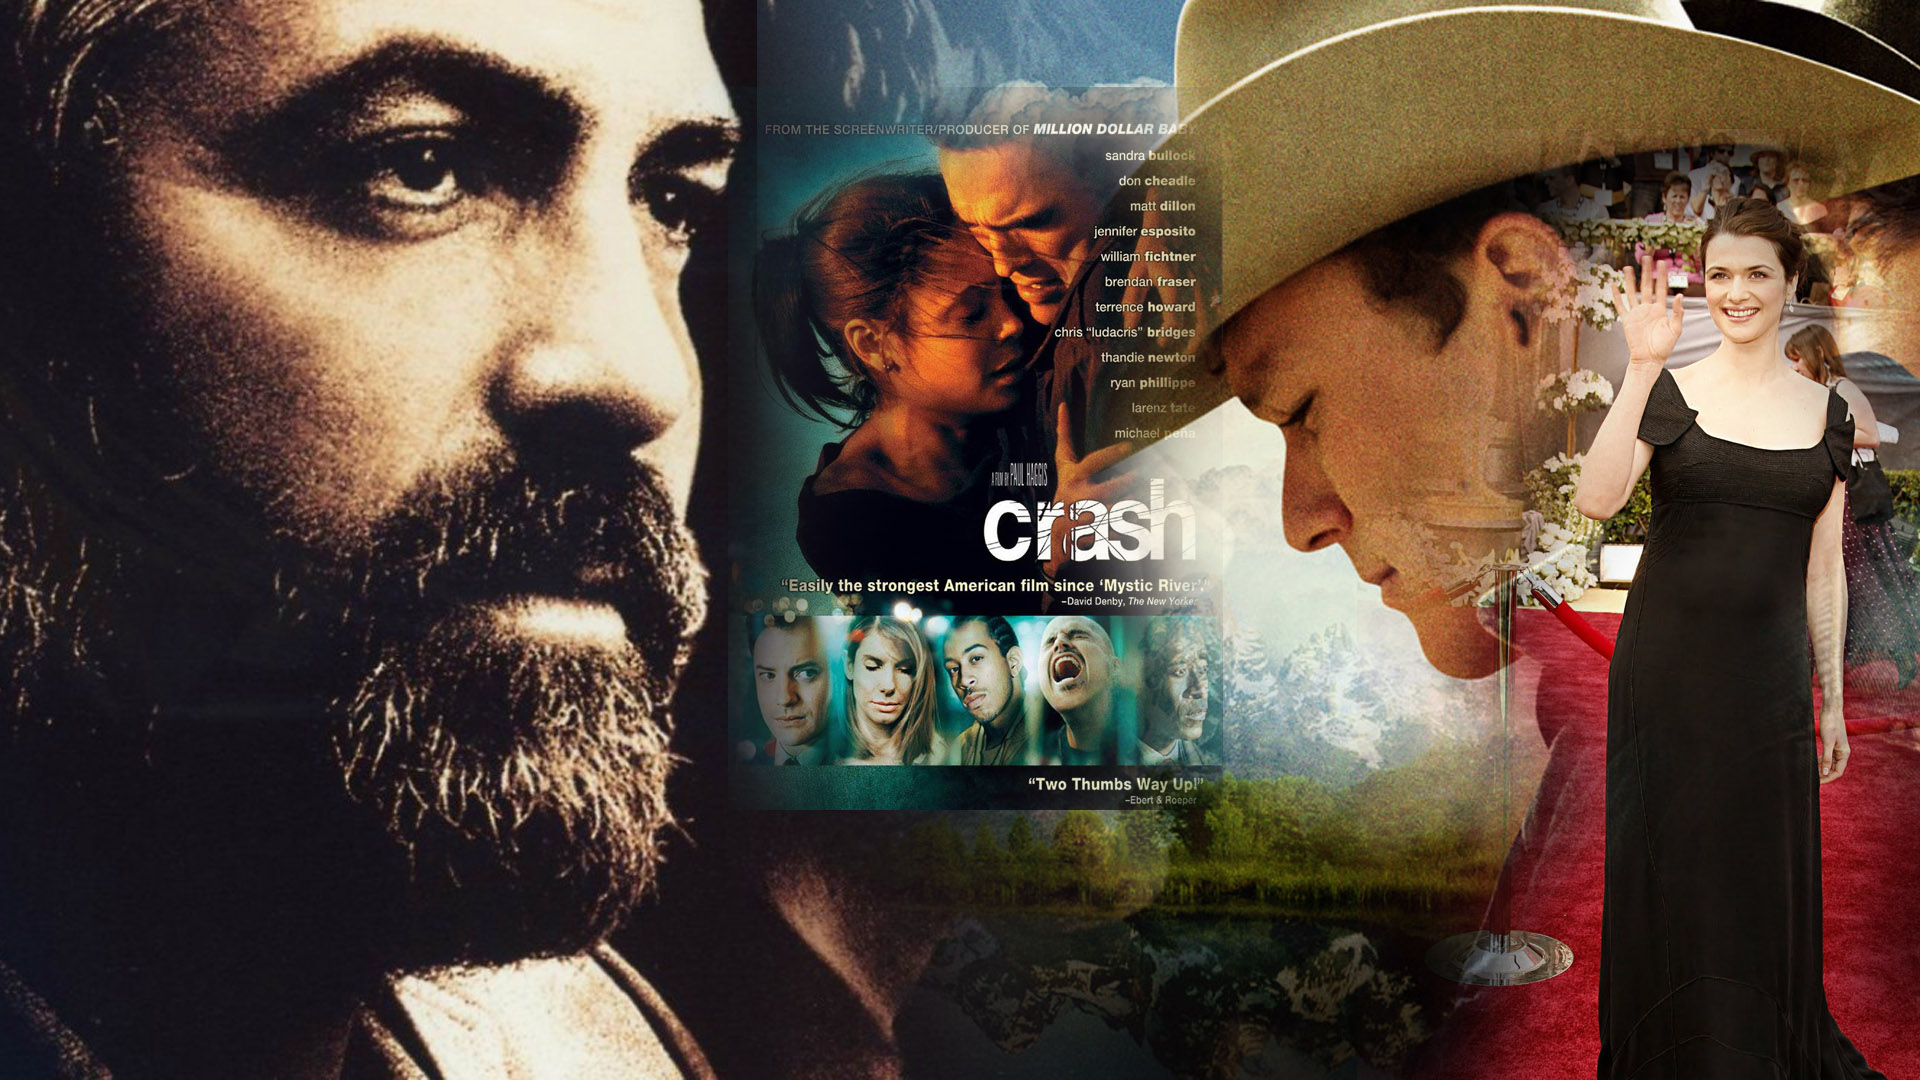 FROM THE SCREENWRITER/PRODUCER OF MILLION DOLLAR BABY
sandra bullock
don cheadle
matt dillon
jennifer esposito
william fichtner
brendan fraser
terrence howard
chris “ludacris” bridges
thandie newton
ryan phillippe
larenz tate
michael peña
A FILM BY PAUL HAGGIS
crash
“Easily the strongest American film since ‘Mystic River’.”
–David Denby, The New Yorker
“Two Thumbs Way Up!”
–Ebert & Roeper